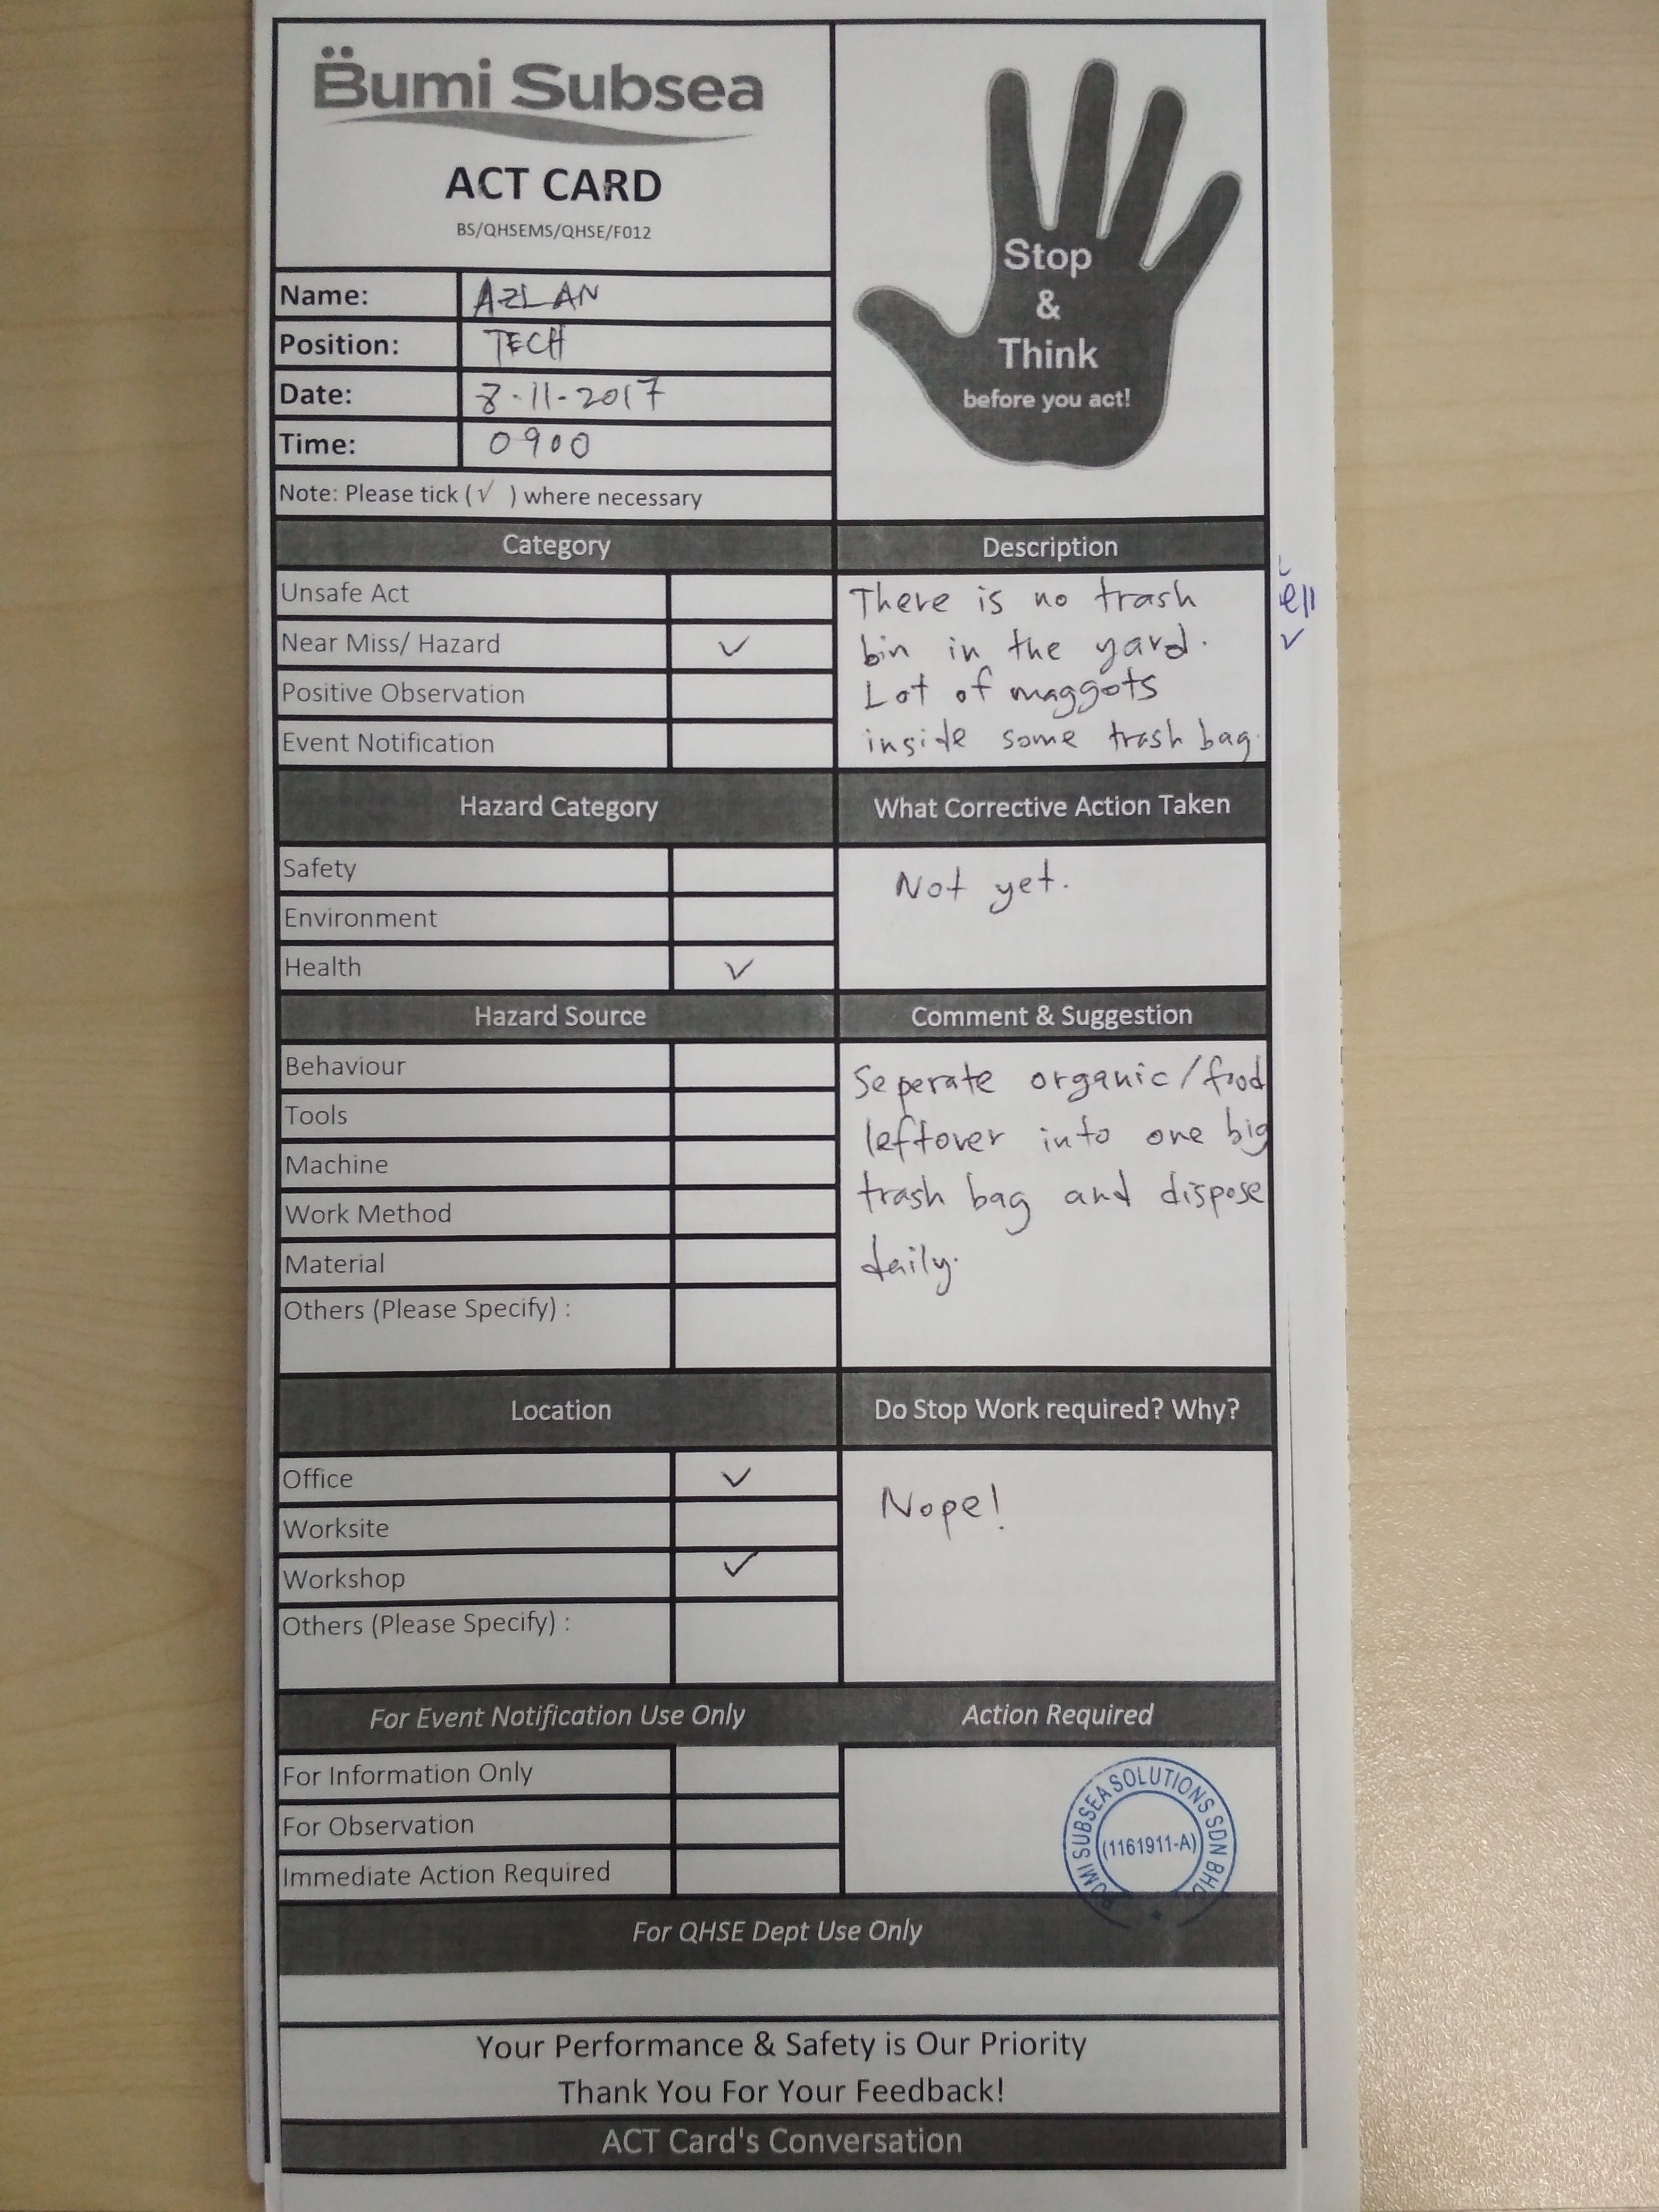 Bumi Subsea
ACT CARD
BS/QHSEMS/QHSE/F012
Stop
&
Think
before you act!
Name: AZLAN
Position: TECH
Date: 8-11-2017
Time: 0900
Note: Please tick (√ ) where necessary
Category
Unsafe Act
Near Miss/ Hazard ✓
Positive Observation
Event Notification
Description
There is no trash
bin in the yard.
Lot of maggots
inside some trash bag.
Hazard Category
Safety
Environment
Health ✓
What Corrective Action Taken
Not yet.
Hazard Source
Behaviour
Tools
Machine
Work Method
Material
Others (Please Specify) :
Comment & Suggestion
Seperate organic/food
leftover into one big
trash bag and dispose
daily.
Location
Office ✓
Worksite
Workshop ✓
Others (Please Specify) :
Do Stop Work required? Why?
Nope!
For Event Notification Use Only
For Information Only
For Observation
Immediate Action Required
Action Required
BUMI SUBSEA SOLUTIONS SDN BHD
(1161911-A)
For QHSE Dept Use Only
Your Performance & Safety is Our Priority
Thank You For Your Feedback!
ACT Card's Conversation